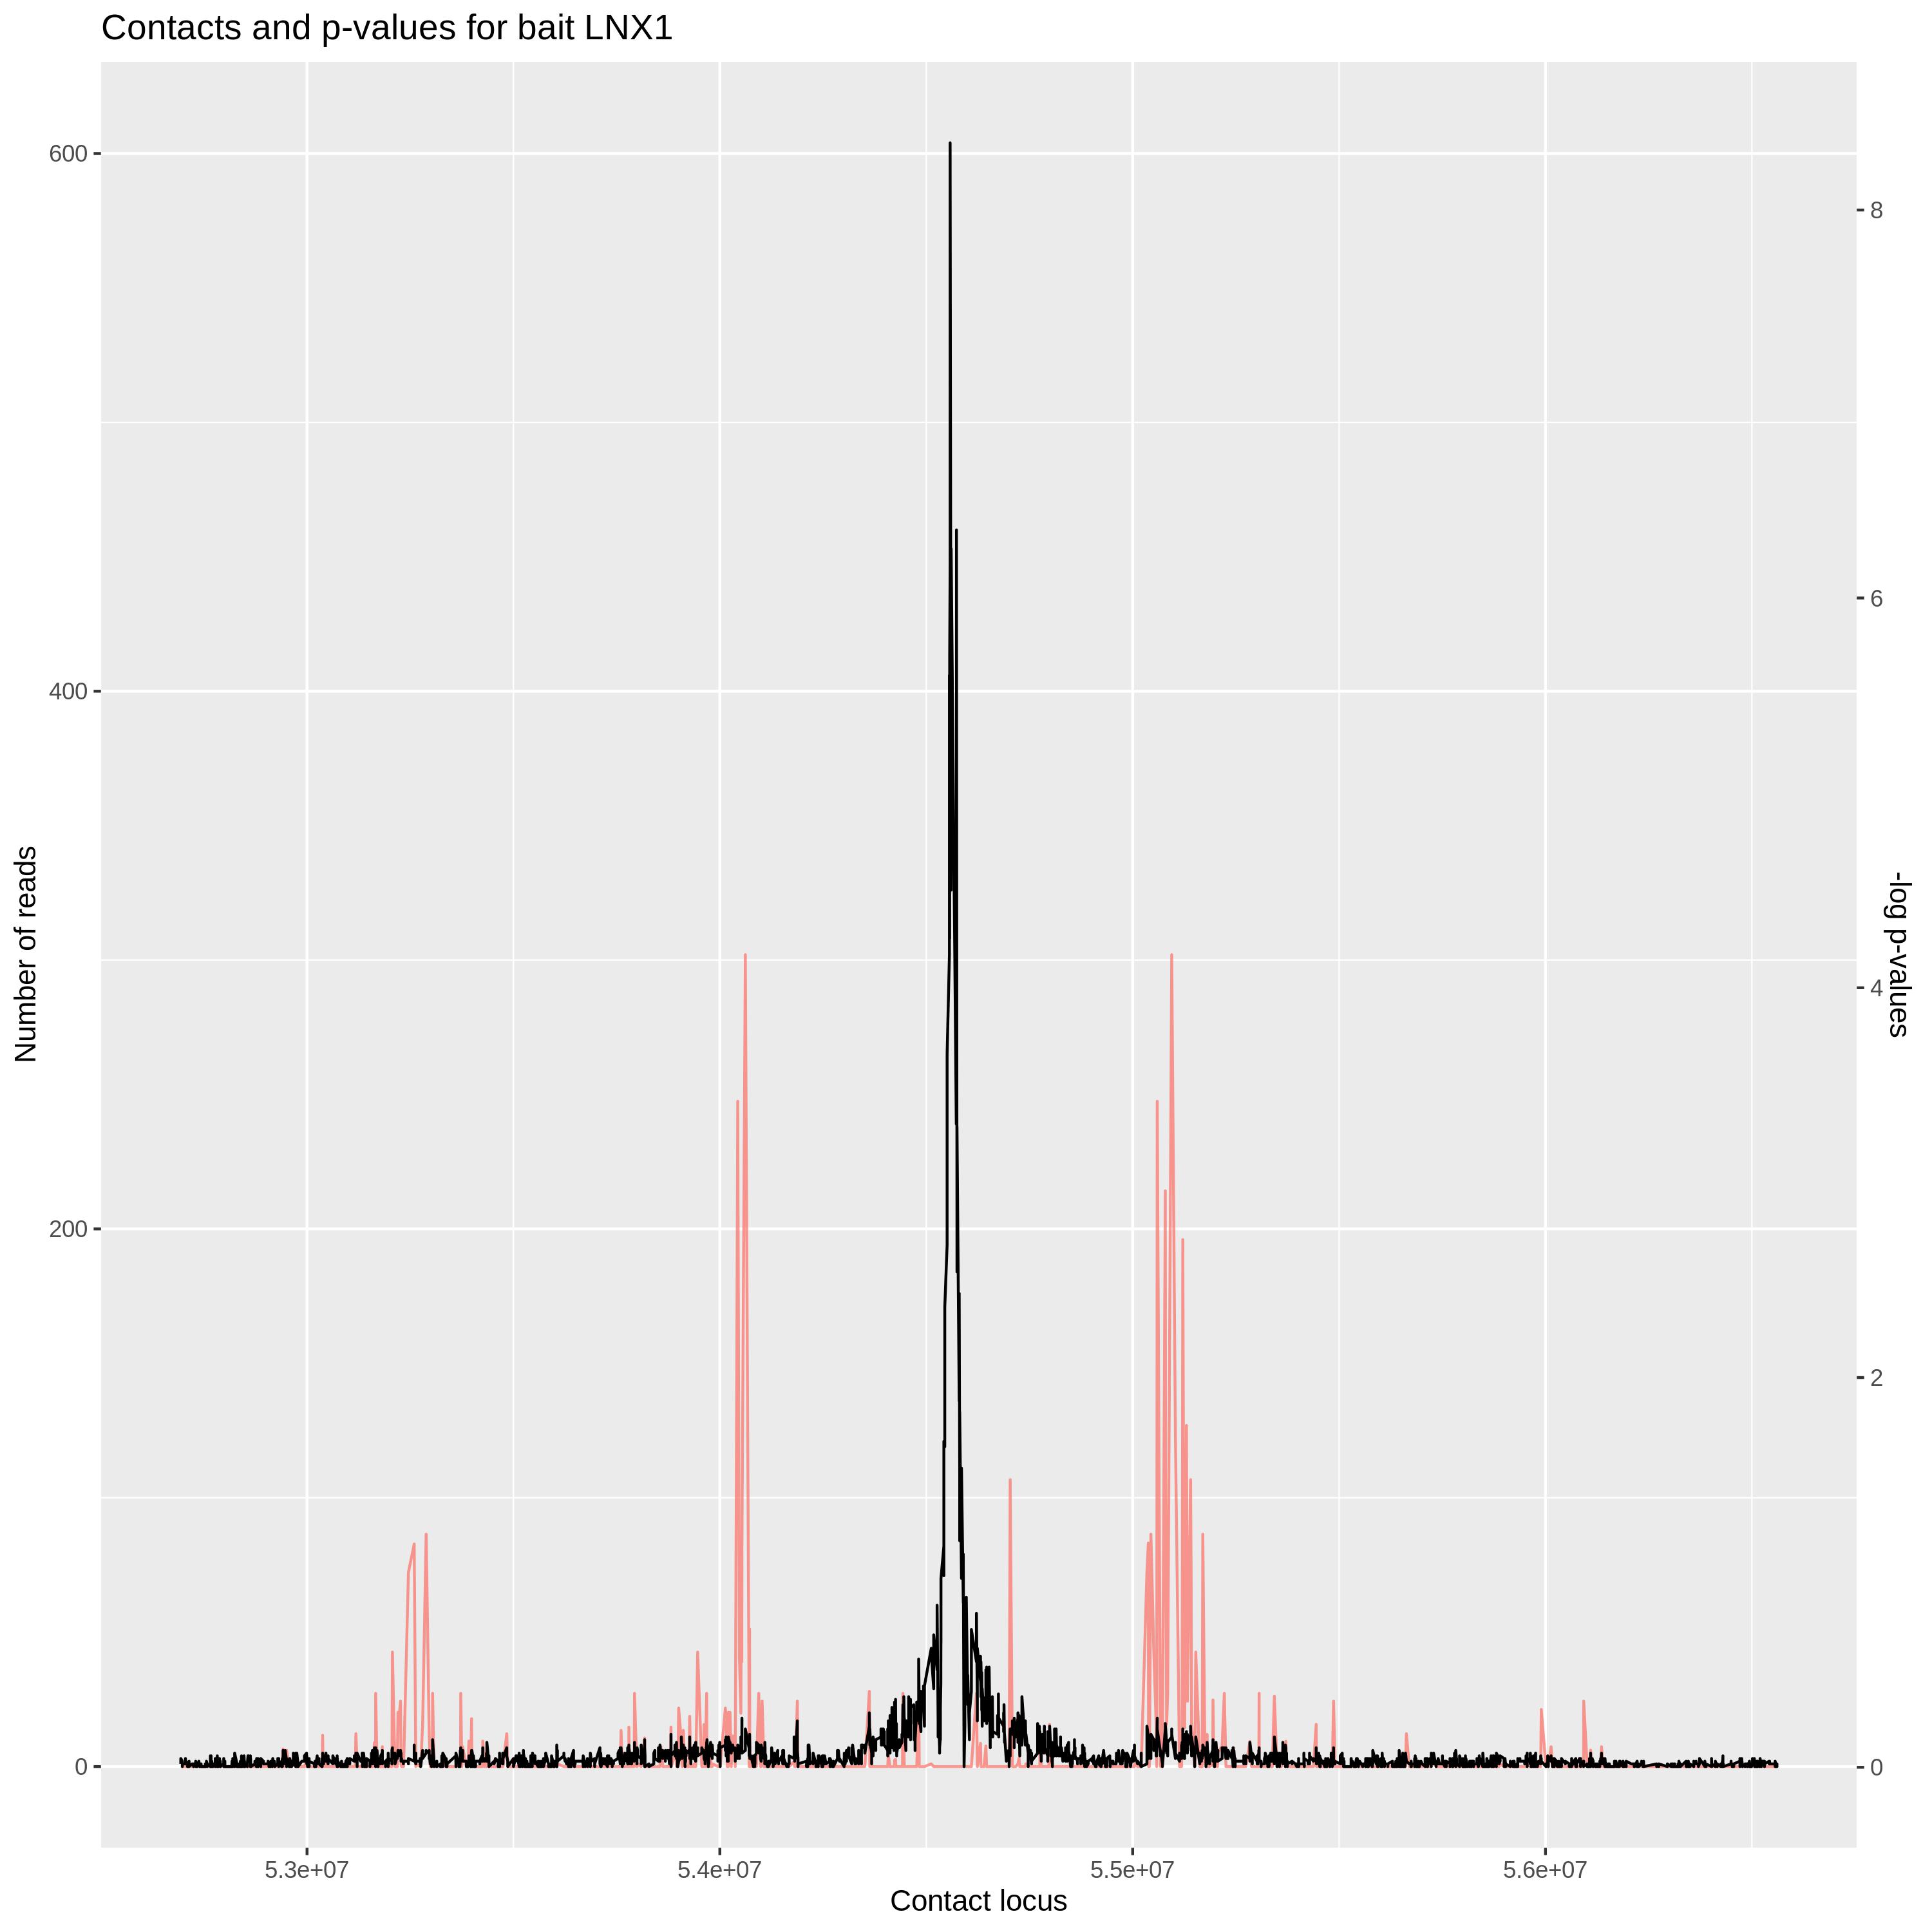 Contacts and p-values for bait LNX1
600
400
200
0
8
6
4
2
0
Number of reads
-log p-values
5.3e+07
5.4e+07
5.5e+07
5.6e+07
Contact locus